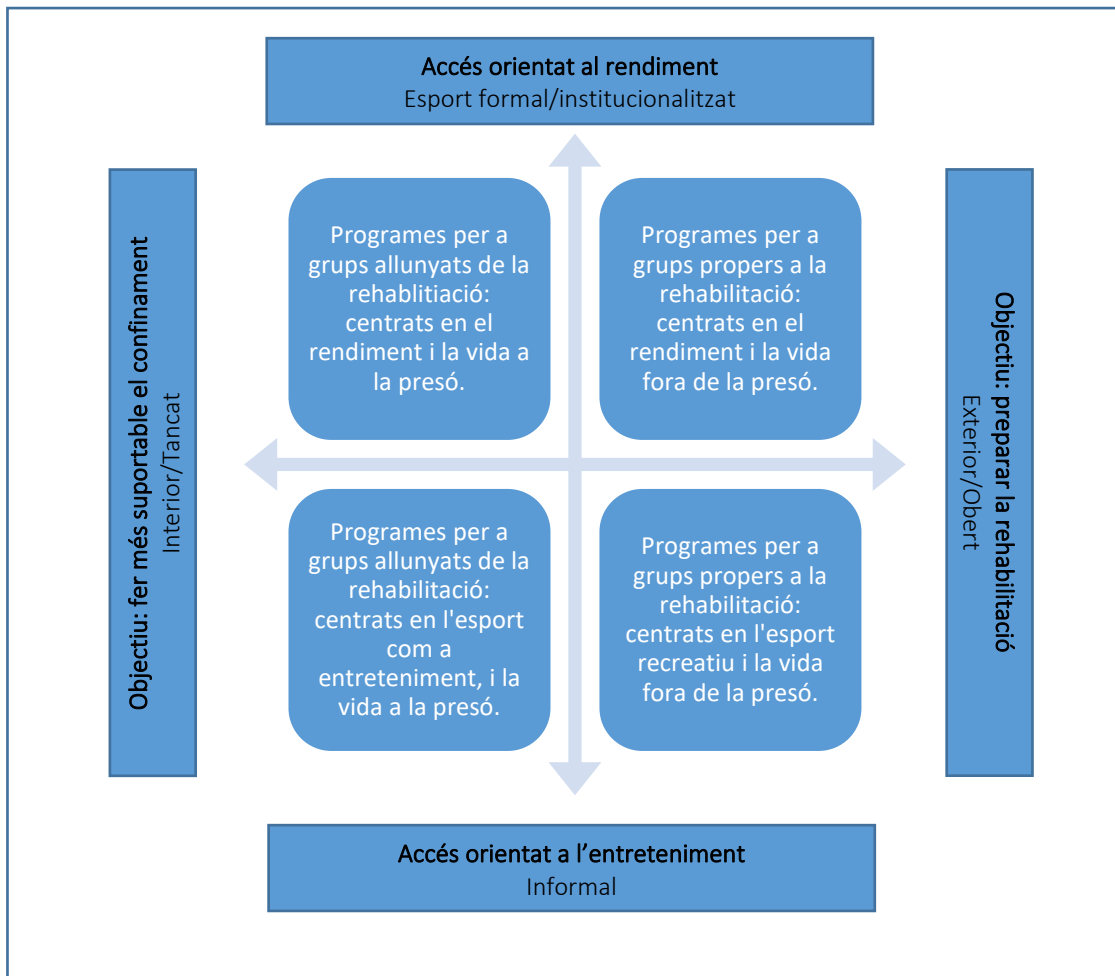 Accés orientat al rendiment
Esport formal/institucionalitzat
Objectiu: fer més suportable el confinament
Interior/Tancat
Programes per a
grups allunyats de la
rehablitiació:
centrats en el
rendiment i la vida a
la presó.
Programes per a
grups propers a la
rehabilitació:
centrats en el
rendiment i la vida
fora de la presó.
Objectiu: preparar la rehabilitació
Exterior/Obert
Programes per a
grups allunyats de la
rehabilitació:
centrats en l'esport
com a
entreteniment, i la
vida a la presó.
Programes per a
grups propers a la
rehabilitació:
centrats en l'esport
recreatiu i la vida
fora de la presó.
Accés orientat a l’entreteniment
Informal